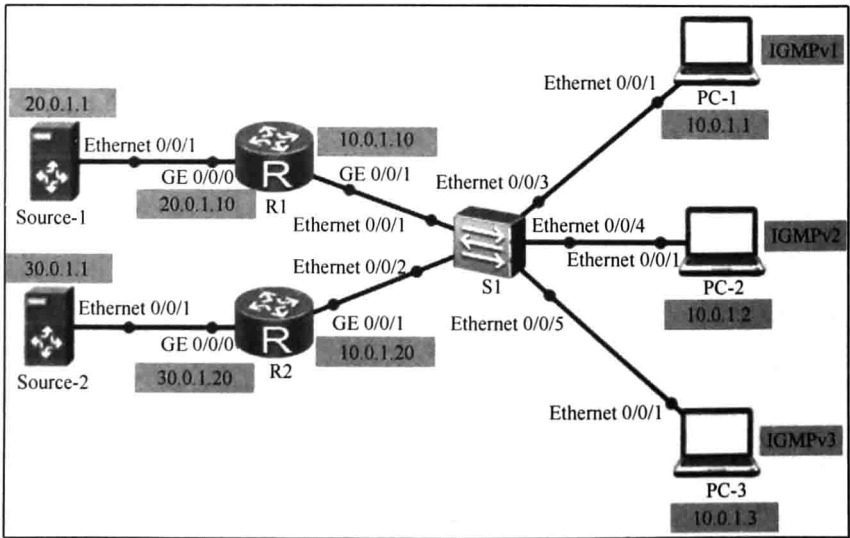 IGMPv1
Ethernet 0/0/1
PC-1
10.0.1.1
20.0.1.1
Ethernet 0/0/1
10.0.1.10
GE 0/0/0
GE 0/0/1
20.0.1.10
R1
Source-1
Ethernet 0/0/3
Ethernet 0/0/1
Ethernet 0/0/4
IGMPv2
Ethernet 0/0/1
PC-2
10.0.1.2
30.0.1.1
Ethernet 0/0/2
S1
Ethernet 0/0/1
GE 0/0/0
GE 0/0/1
Ethernet 0/0/5
R2
10.0.1.20
30.0.1.20
Source-2
Ethernet 0/0/1
IGMPv3
PC-3
10.0.1.3